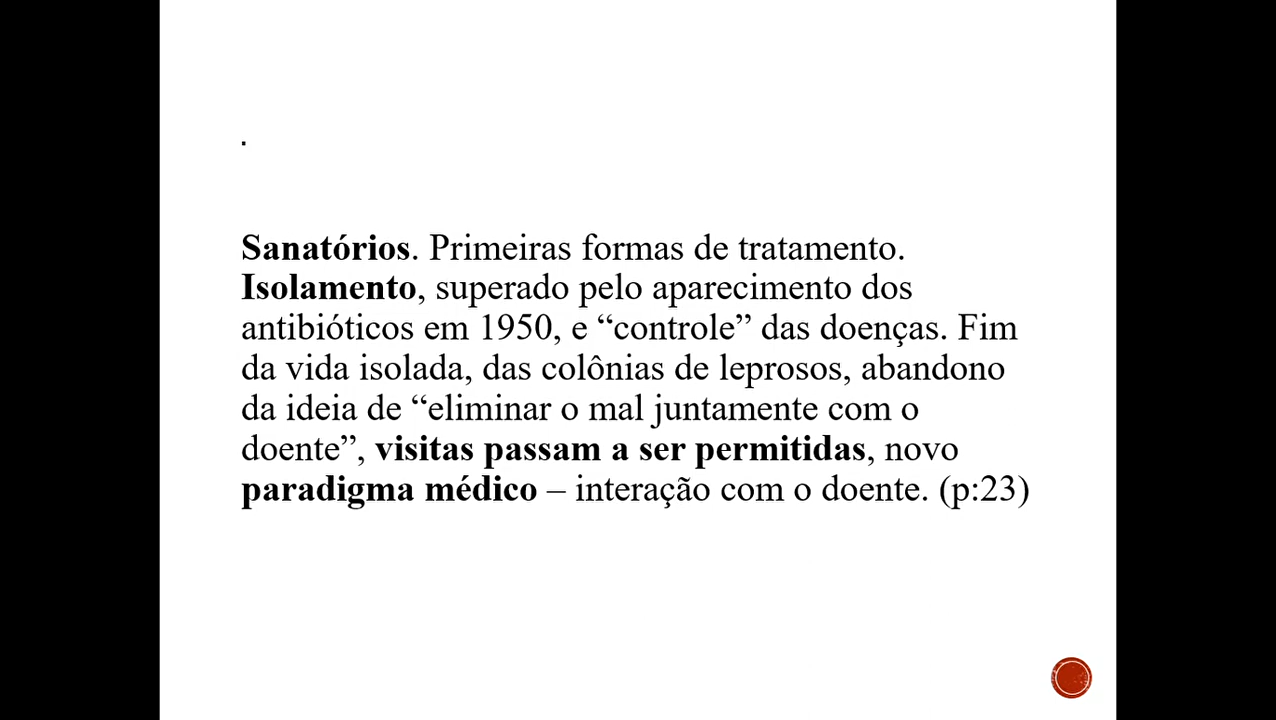 .
Sanatórios. Primeiras formas de tratamento.
Isolamento, superado pelo aparecimento dos
antibióticos em 1950, e “controle” das doenças. Fim
da vida isolada, das colônias de leprosos, abandono
da ideia de “eliminar o mal juntamente com o
doente”, visitas passam a ser permitidas, novo
paradigma médico – interação com o doente. (p:23)